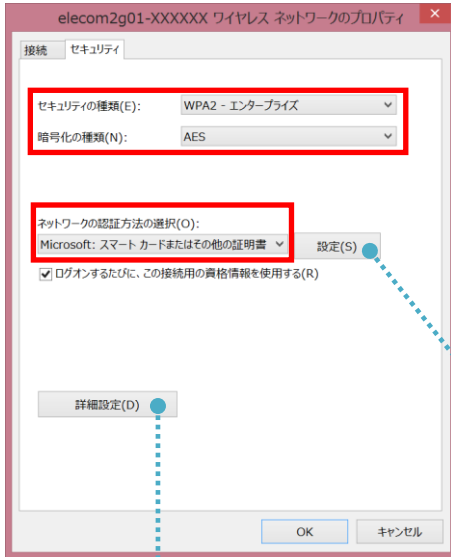 elecom2g01-XXXXXX ワイヤレス ネットワークのプロパティ
接続 セキュリティ
セキュリティの種類(E): WPA2 - エンタープライズ
暗号化の種類(N): AES
ネットワークの認証方法の選択(O):
Microsoft: スマート カードまたはその他の証明書 設定(S)
ログオンするたびに、この接続用の資格情報を使用する(R)
詳細設定(D)
OK キャンセル